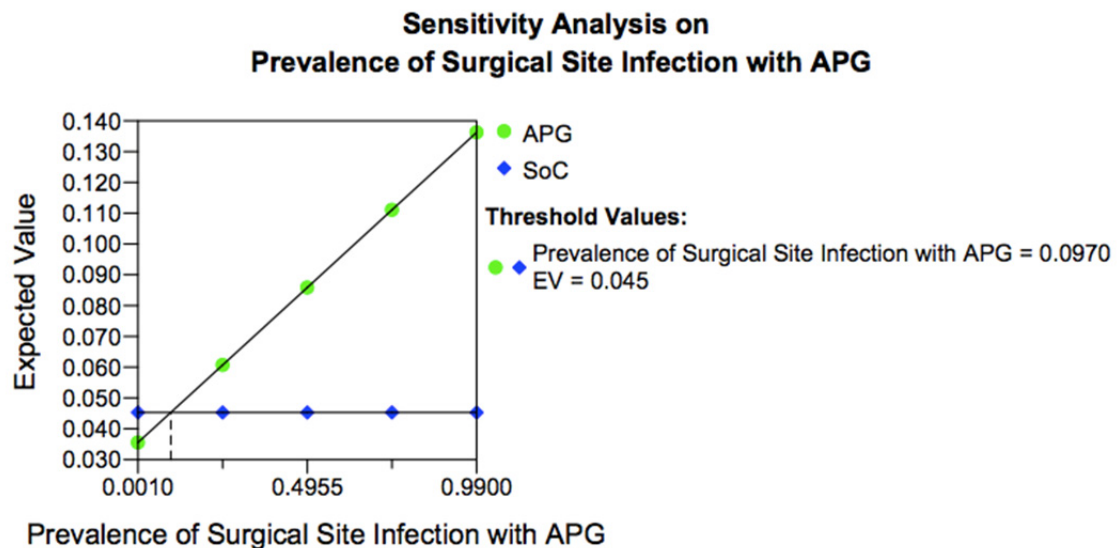 Sensitivity Analysis on
Prevalence of Surgical Site Infection with APG
0.140
0.130
0.120
0.110
0.100
0.090
0.080
0.070
0.060
0.050
0.040
0.030
Expected Value
0.0010
0.4955
0.9900
Prevalence of Surgical Site Infection with APG
APG
SoC
Threshold Values:
Prevalence of Surgical Site Infection with APG = 0.0970
EV = 0.045